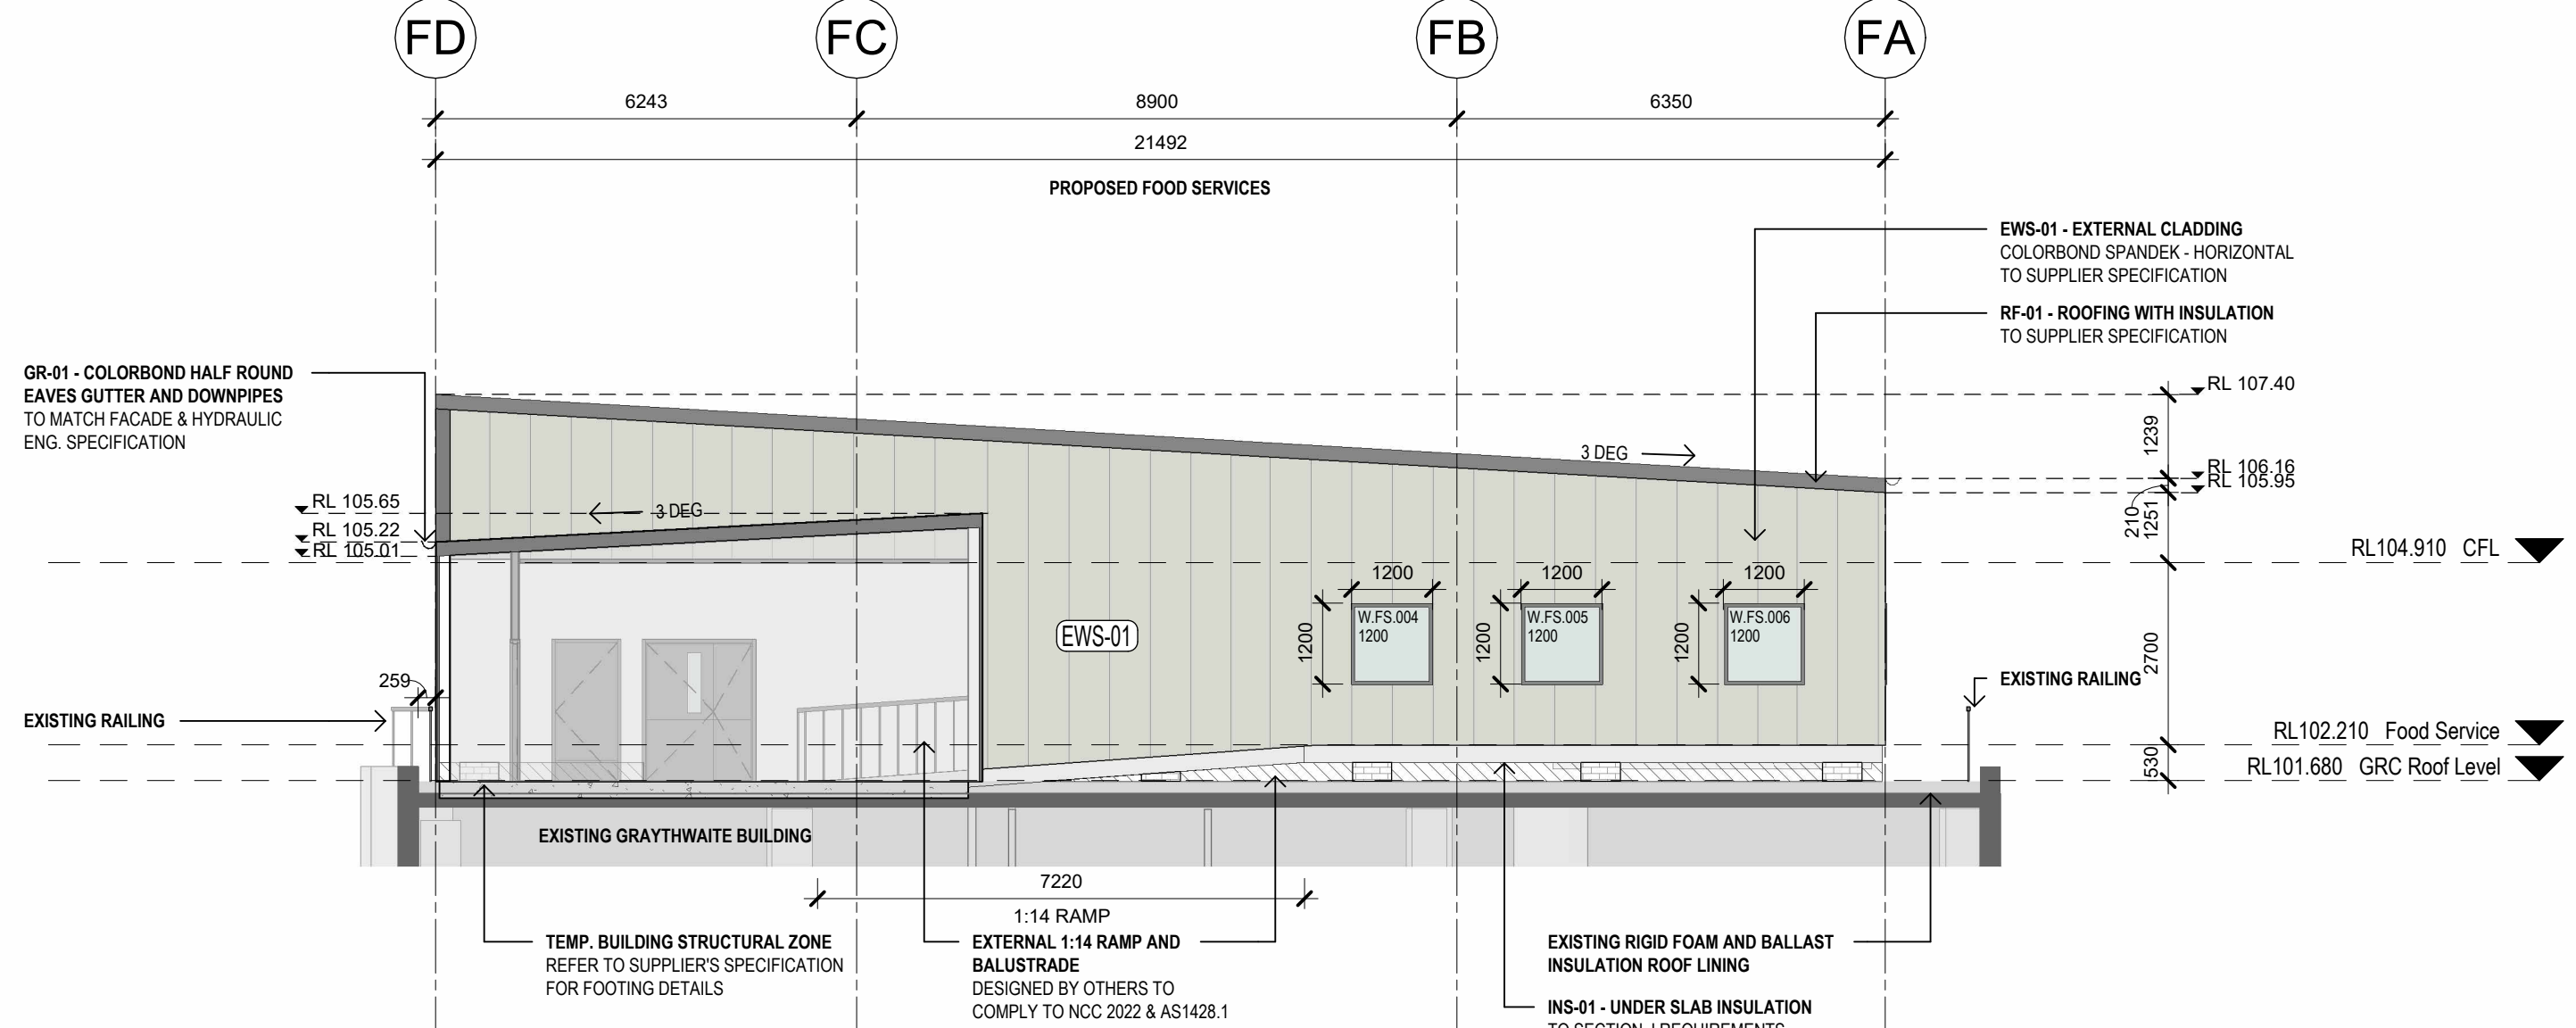 FD
FC
FB
FA
6243
8900
6350
21492
PROPOSED FOOD SERVICES
EWS-01 - EXTERNAL CLADDING
COLORBOND SPANDEK - HORIZONTAL
TO SUPPLIER SPECIFICATION
RF-01 - ROOFING WITH INSULATION
TO SUPPLIER SPECIFICATION
GR-01 - COLORBOND HALF ROUND
EAVES GUTTER AND DOWNPIPES
TO MATCH FACADE & HYDRAULIC
ENG. SPECIFICATION
RL 107.40
1239
3 DEG
RL 106.16
RL 105.95
210
1251
RL 105.65
3 DEG
RL 105.22
RL 105.01
RL104.910 CFL
1200
1200
1200
W.FS.004
1200
W.FS.005
1200
W.FS.006
1200
1200
1200
1200
EWS-01
2700
259
EXISTING RAILING
EXISTING RAILING
RL102.210 Food Service
530
RL101.680 GRC Roof Level
EXISTING GRAYTHWAITE BUILDING
7220
1:14 RAMP
TEMP. BUILDING STRUCTURAL ZONE
REFER TO SUPPLIER'S SPECIFICATION
FOR FOOTING DETAILS
EXTERNAL 1:14 RAMP AND
BALUSTRADE
DESIGNED BY OTHERS TO
COMPLY TO NCC 2022 & AS1428.1
EXISTING RIGID FOAM AND BALLAST
INSULATION ROOF LINING
INS-01 - UNDER SLAB INSULATION
TO SECTION J REQUIREMENTS